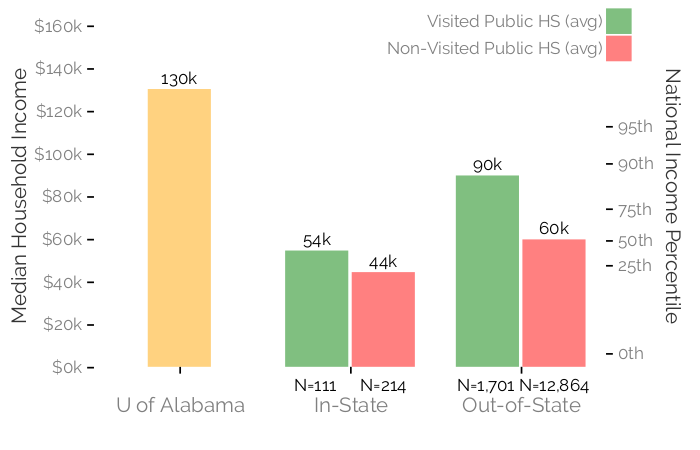 Visited Public HS (avg)
Non-Visited Public HS (avg)
Median Household Income
$160k
$140k
$120k
$100k
$80k
$60k
$40k
$20k
$0k
130k
54k
44k
90k
60k
National Income Percentile
95th
90th
75th
50th
25th
0th
N=111 N=214 N=1,701 N=12,864
U of Alabama In-State Out-of-State